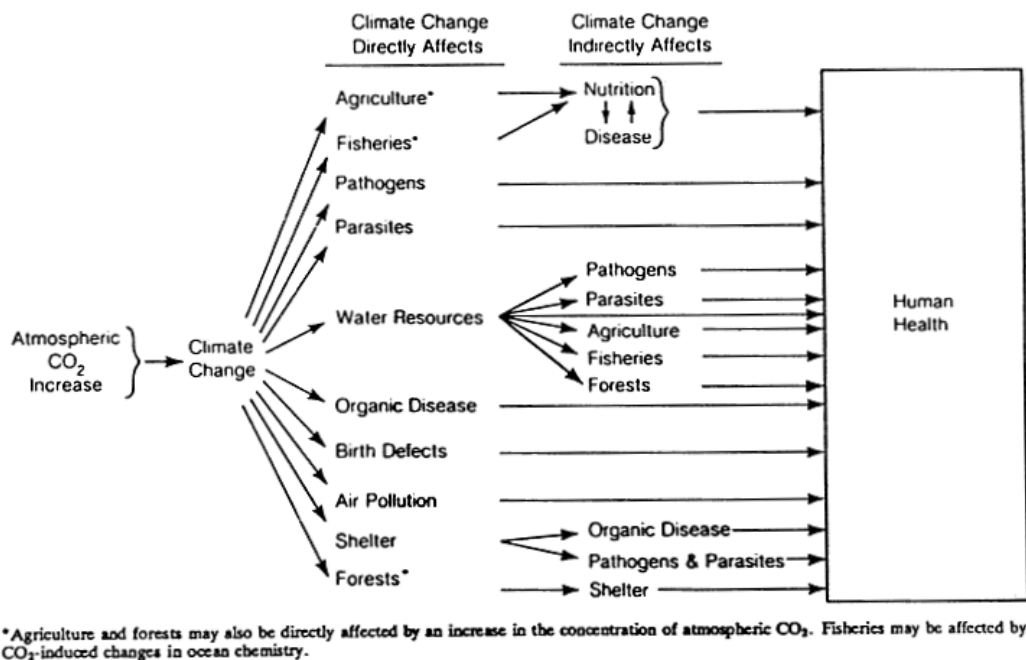 Climate Change
Directly Affects
Climate Change
Indirectly Affects
Agriculture*
Fisheries*
Pathogens
Parasites
Water Resources
Organic Disease
Birth Defects
Air Pollution
Shelter
Forests*
Nutrition
Disease
Pathogens
Parasites
Agriculture
Fisheries
Forests
Organic Disease
Pathogens & Parasites
Shelter
Atmospheric
CO₂
Increase
Climate
Change
Human
Health
*Agriculture and forests may also be directly affected by an increase in the concentration of atmospheric CO₂. Fisheries may be affected by
CO₂-induced changes in ocean chemistry.